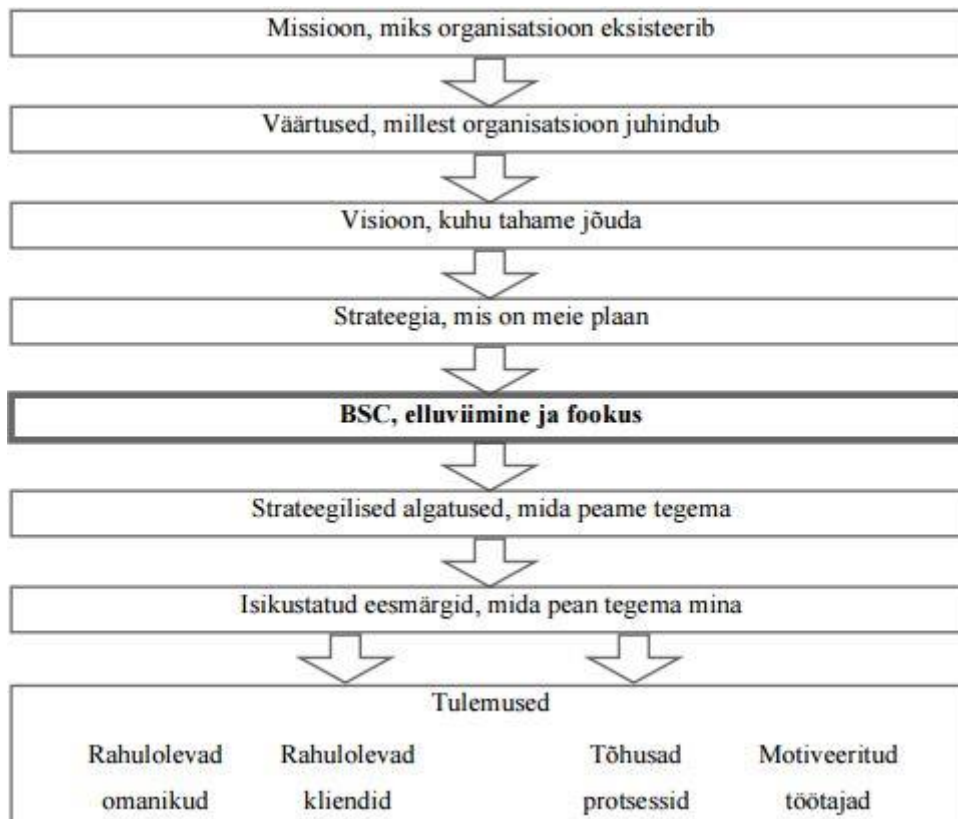 Missioon, miks organisatsioon eksisteerib
Väärtused, millest organisatsioon juhindub
Visioon, kuhu tahame jõuda
Strateegia, mis on meie plaan
BSC, elluviimine ja fookus
Strateegilised algatused, mida peame tegema
Isikustatud eesmärgid, mida pean tegema mina
Tulemused
Rahulolevad omanikud
Rahulolevad kliendid
Tõhusad protsessid
Motiveeritud töötajad